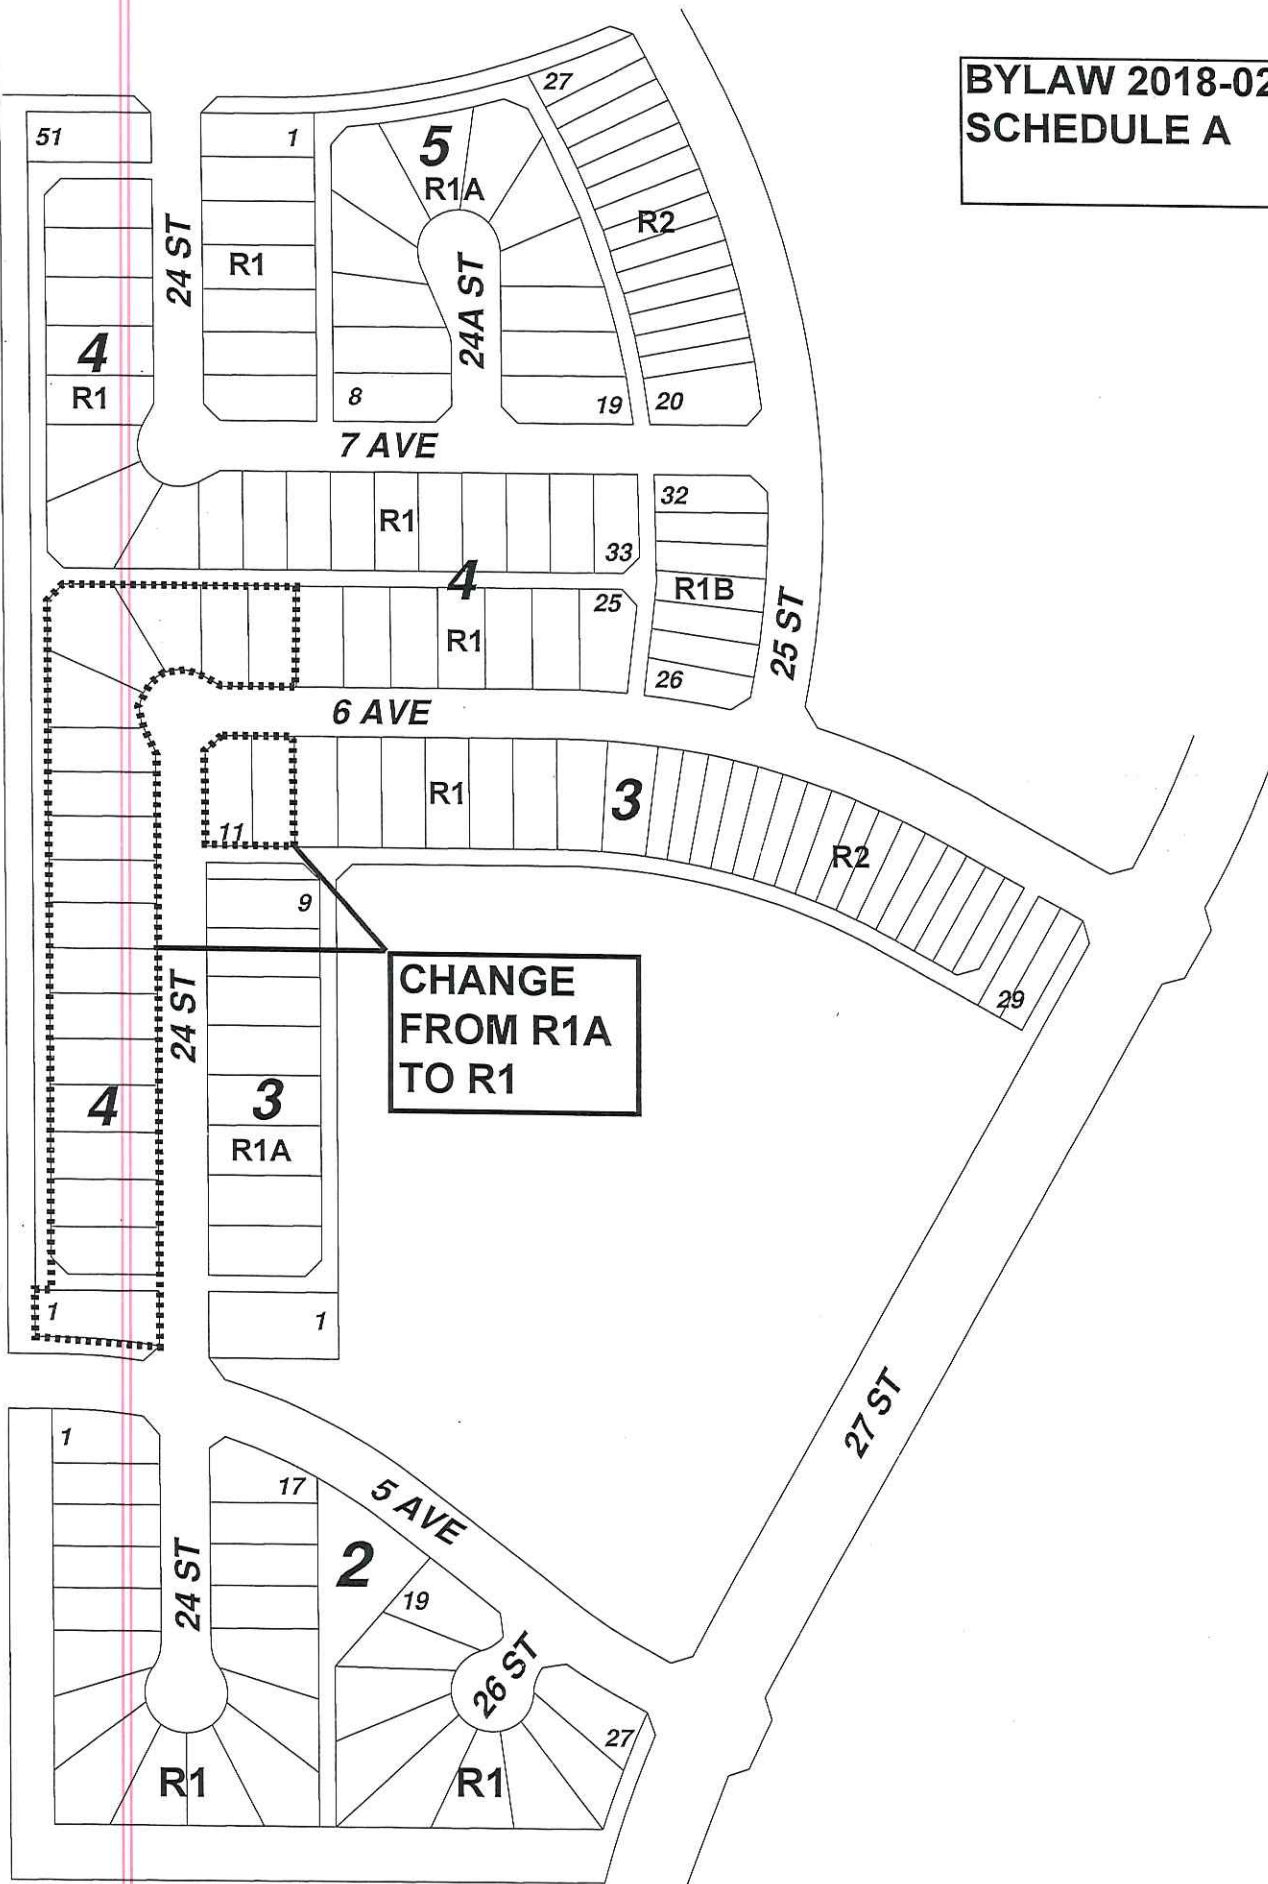 BYLAW 2018-02
SCHEDULE A
27
51
1
5
R1A
R2
24 ST
R1
24A ST
4
R1
8
19
20
7 AVE
32
R1
33
4
R1B
25
R1
25 ST
26
6 AVE
R1
3
11
R2
9
CHANGE
FROM R1A
TO R1
29
24 ST
4
3
R1A
1
1
27 ST
1
17
5 AVE
2
24 ST
19
26 ST
27
R1
R1